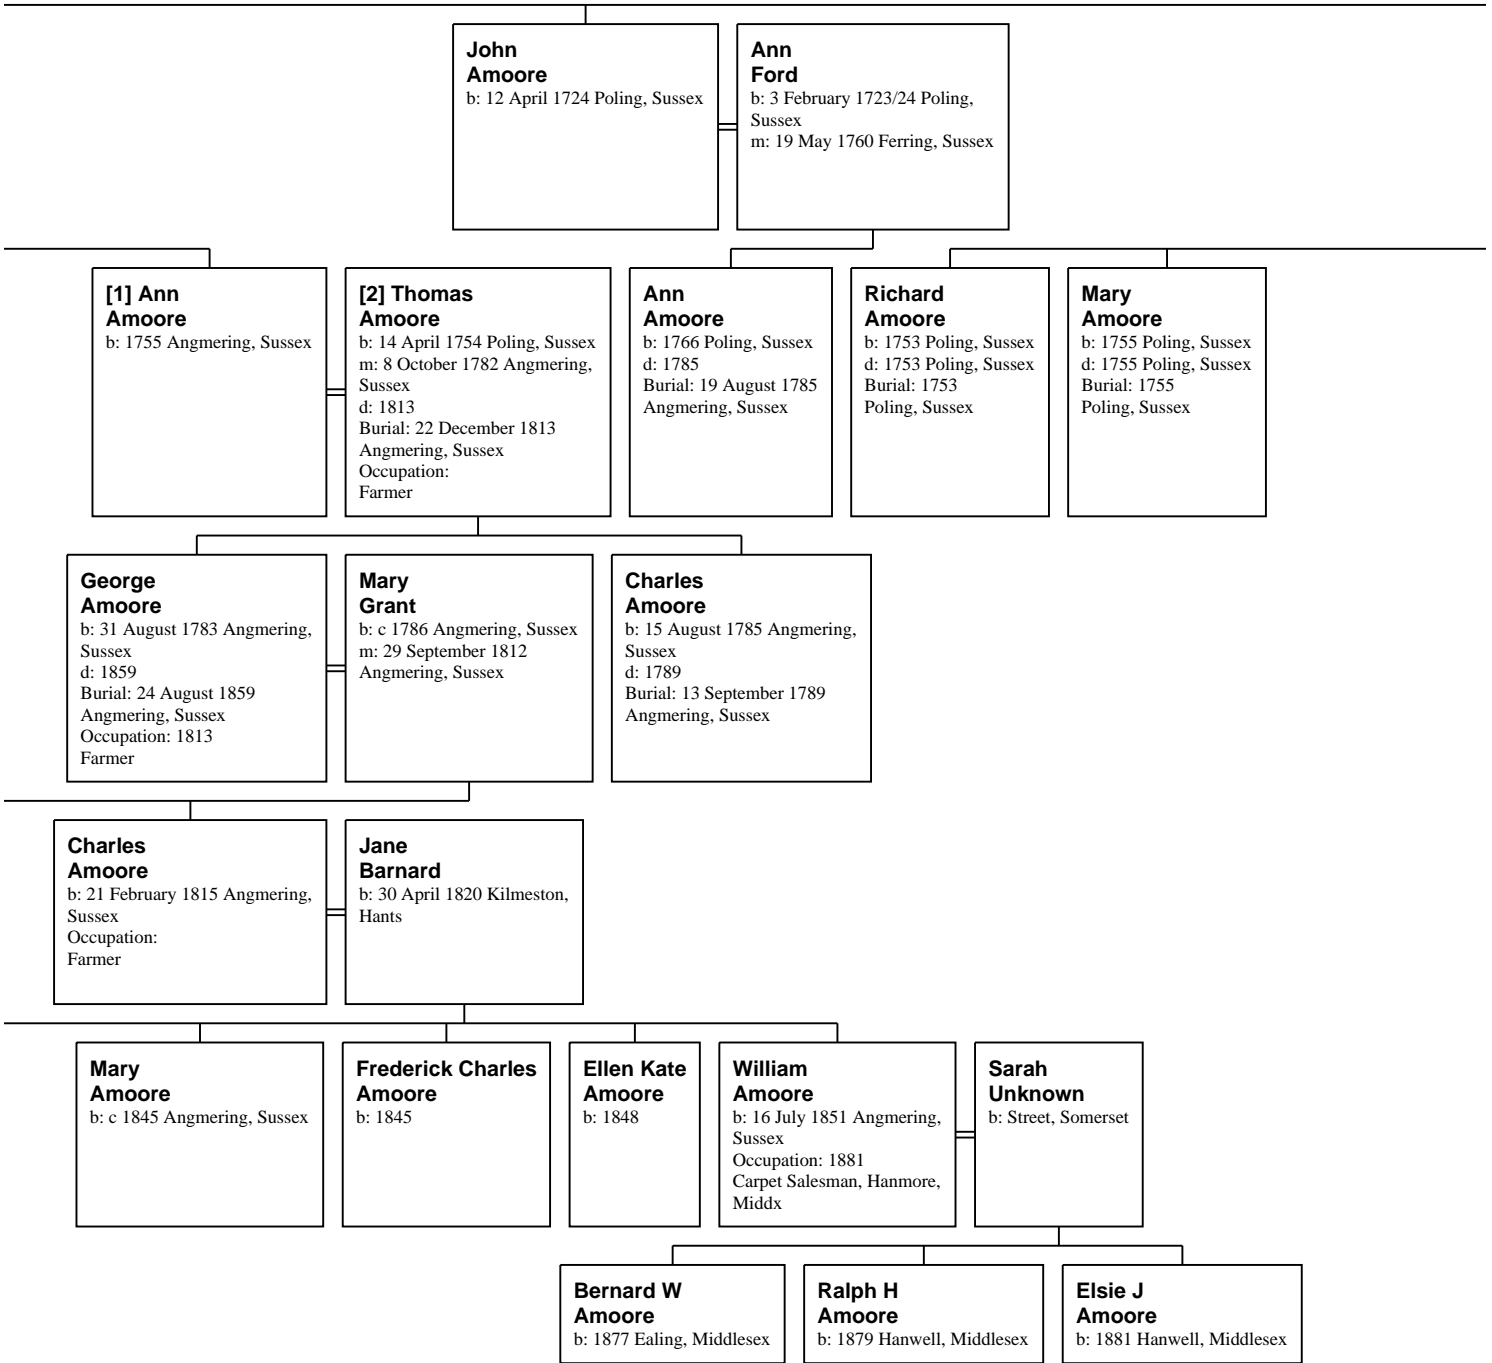 John
Amoore
b: 12 April 1724 Poling, Sussex
Ann
Ford
b: 3 February 1723/24 Poling,
Sussex
m: 19 May 1760 Ferring, Sussex
[1] Ann
Amoore
b: 1755 Angmering, Sussex
[2] Thomas
Amoore
b: 14 April 1754 Poling, Sussex
m: 8 October 1782 Angmering,
Sussex
d: 1813
Burial: 22 December 1813
Angmering, Sussex
Occupation:
Farmer
Ann
Amoore
b: 1766 Poling, Sussex
d: 1785
Burial: 19 August 1785
Angmering, Sussex
Richard
Amoore
b: 1753 Poling, Sussex
d: 1753 Poling, Sussex
Burial: 1753
Poling, Sussex
Mary
Amoore
b: 1755 Poling, Sussex
d: 1755 Poling, Sussex
Burial: 1755
Poling, Sussex
George
Amoore
b: 31 August 1783 Angmering,
Sussex
d: 1859
Burial: 24 August 1859
Angmering, Sussex
Occupation: 1813
Farmer
Mary
Grant
b: c 1786 Angmering, Sussex
m: 29 September 1812
Angmering, Sussex
Charles
Amoore
b: 15 August 1785 Angmering,
Sussex
d: 1789
Burial: 13 September 1789
Angmering, Sussex
Charles
Amoore
b: 21 February 1815 Angmering,
Sussex
Occupation:
Farmer
Jane
Barnard
b: 30 April 1820 Kilmeston,
Hants
Mary
Amoore
b: c 1845 Angmering, Sussex
Frederick Charles
Amoore
b: 1845
Ellen Kate
Amoore
b: 1848
William
Amoore
b: 16 July 1851 Angmering,
Sussex
Occupation: 1881
Carpet Salesman, Hanmore,
Middx
Sarah
Unknown
b: Street, Somerset
Bernard W
Amoore
b: 1877 Ealing, Middlesex
Ralph H
Amoore
b: 1879 Hanwell, Middlesex
Elsie J
Amoore
b: 1881 Hanwell, Middlesex